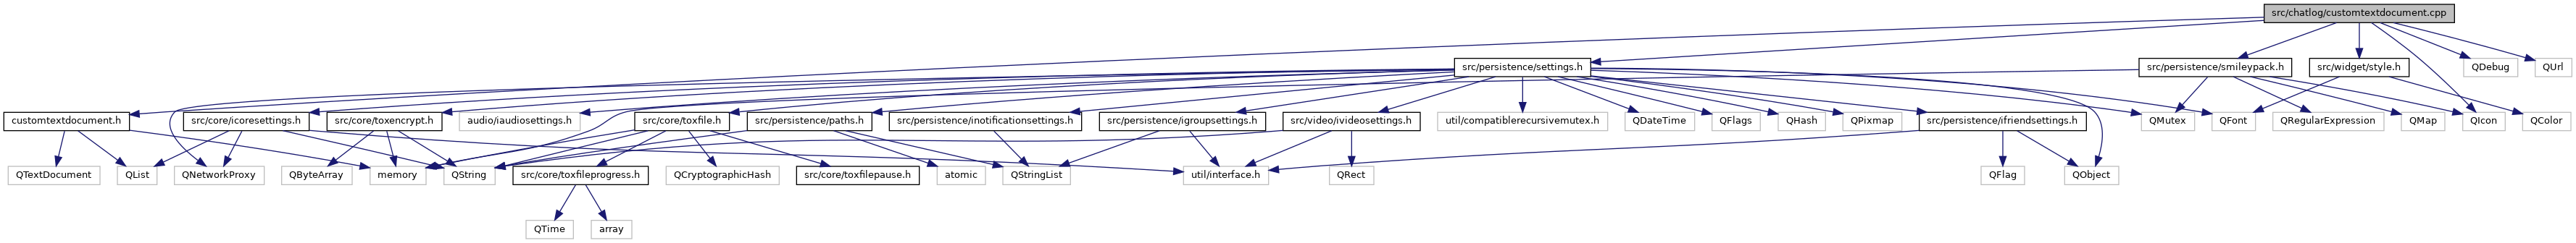 src/chatlog/customtextdocument.cpp
src/persistence/settings.h
src/persistence/smileypack.h
src/widget/style.h
QDebug
QUrl
customtextdocument.h
src/core/icoresettings.h
src/core/toxencrypt.h
audio/iaudiosettings.h
src/core/toxfile.h
src/persistence/paths.h
src/persistence/inotificationsettings.h
src/persistence/igroupsettings.h
src/video/ivideosettings.h
util/compatiblerecursivemutex.h
QDateTime
QFlags
QHash
QPixmap
src/persistence/ifriendsettings.h
QMutex
QFont
QRegularExpression
QMap
QIcon
QColor
QTextDocument
QList
QNetworkProxy
QByteArray
memory
QString
src/core/toxfileprogress.h
QCryptographicHash
src/core/toxfilepause.h
atomic
QStringList
util/interface.h
QRect
QFlag
QObject
QTime
array